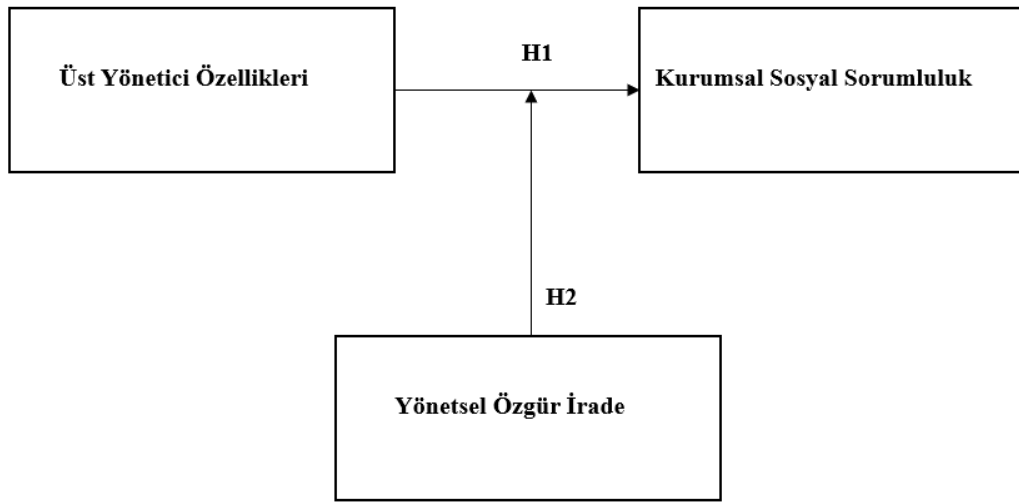 H1
Üst Yönetici Özellikleri
Kurumsal Sosyal Sorumluluk
H2
Yönetsel Özgür İrade